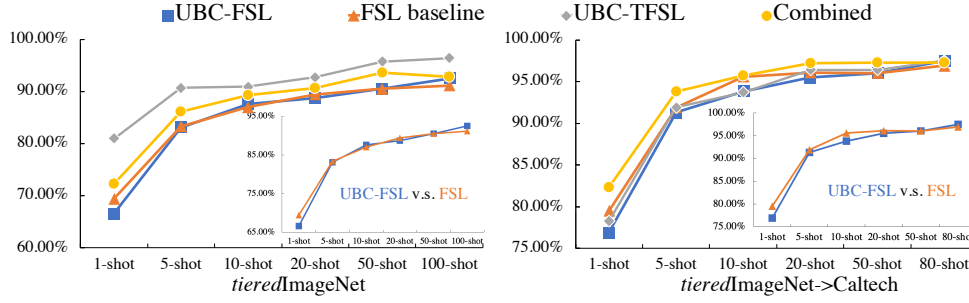 UBC-FSL FSL baseline UBC-TFSL Combined
100.00%
90.00%
80.00%
70.00%
60.00%
1-shot 5-shot 10-shot 20-shot 50-shot 100-shot
tieredImageNet
95.00%
85.00%
75.00%
65.00%
UBC-FSL v.s. FSL
1-shot 5-shot 10-shot 20-shot 50-shot 100-shot
100.00%
95.00%
90.00%
85.00%
80.00%
75.00%
1-shot 5-shot 10-shot 20-shot 50-shot 80-shot
tieredImageNet->Caltech
100.00%
95.00%
90.00%
85.00%
80.00%
75.00%
UBC-FSL v.s. FSL
1-shot 5-shot 10-shot 20-shot 50-shot 80-shot